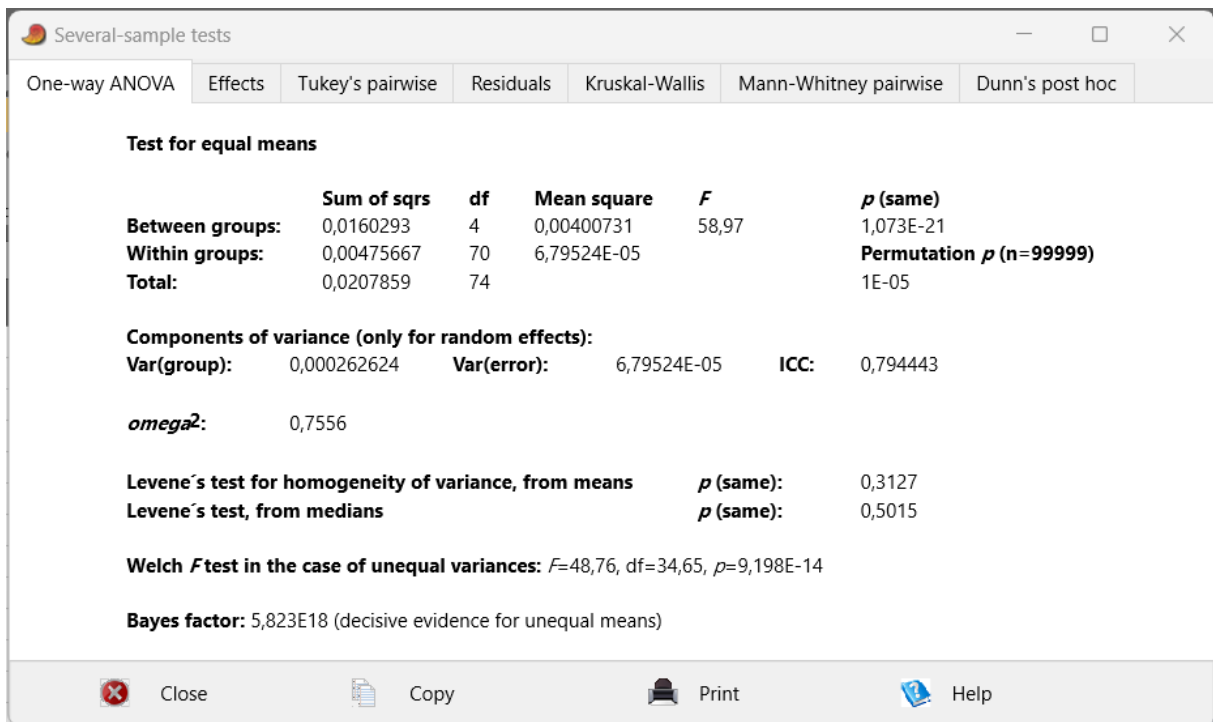 Several-sample tests
One-way ANOVA Effects Tukey's pairwise Residuals Kruskal-Wallis Mann-Whitney pairwise Dunn's post hoc
Test for equal means
Sum of sqrs df Mean square F p (same)
Between groups: 0,0160293 4 0,00400731 58,97 1,073E-21
Within groups: 0,00475667 70 6,79524E-05 Permutation p (n=99999)
Total: 0,0207859 74 1E-05
Components of variance (only for random effects):
Var(group): 0,000262624 Var(error): 6,79524E-05 ICC: 0,794443
omega2: 0,7556
Levene´s test for homogeneity of variance, from means p (same): 0,3127
Levene´s test, from medians p (same): 0,5015
Welch F test in the case of unequal variances: F=48,76, df=34,65, p=9,198E-14
Bayes factor: 5,823E18 (decisive evidence for unequal means)
Close Copy Print Help